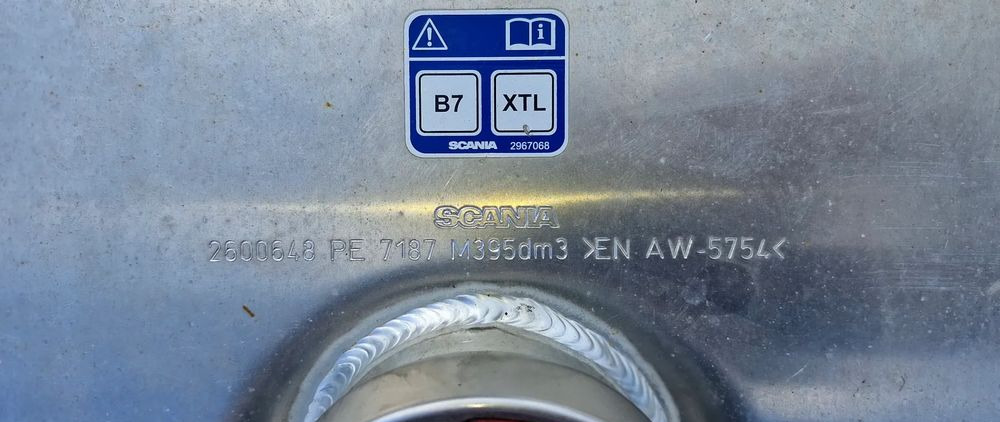 B7 XTL
SCANIA 2967068
SCANIA
2600648 PE 7187 M395dm3 >EN AW-5754<